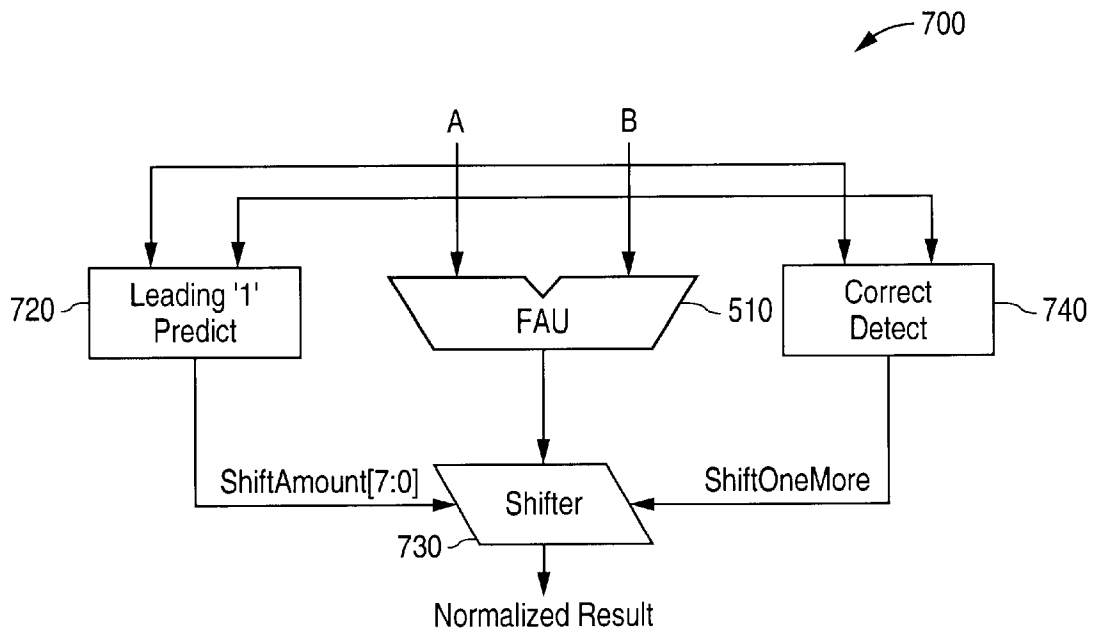 700
A
B
720
Leading '1'
Predict
FAU
510
Correct
Detect
740
ShiftAmount[7:0]
Shifter
ShiftOneMore
730
Normalized Result